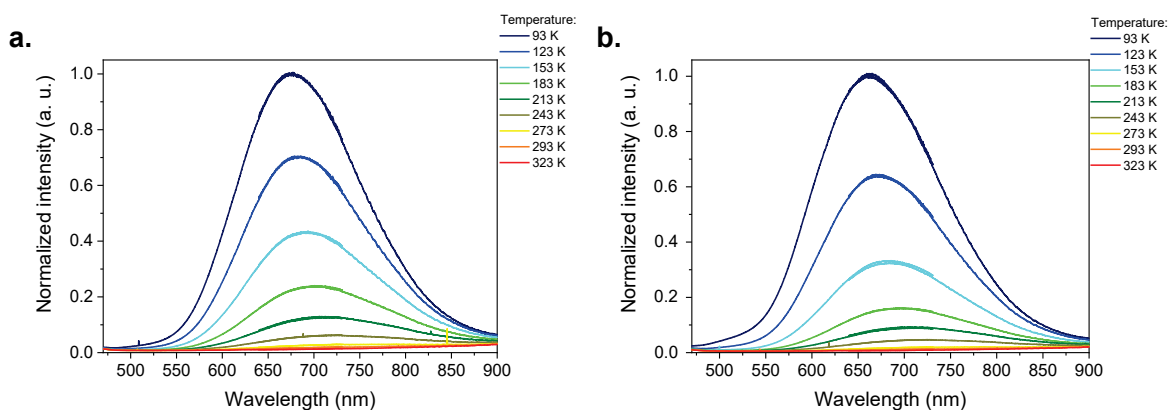 a.
Temperature:
93 K
123 K
153 K
183 K
213 K
243 K
273 K
293 K
323 K
Normalized intensity (a. u.)
1.0
0.8
0.6
0.4
0.2
0.0
500 550 600 650 700 750 800 850 900
Wavelength (nm)
b.
Temperature:
93 K
123 K
153 K
183 K
213 K
243 K
273 K
293 K
323 K
Normalized intensity (a. u.)
1.0
0.8
0.6
0.4
0.2
0.0
500 550 600 650 700 750 800 850 900
Wavelength (nm)